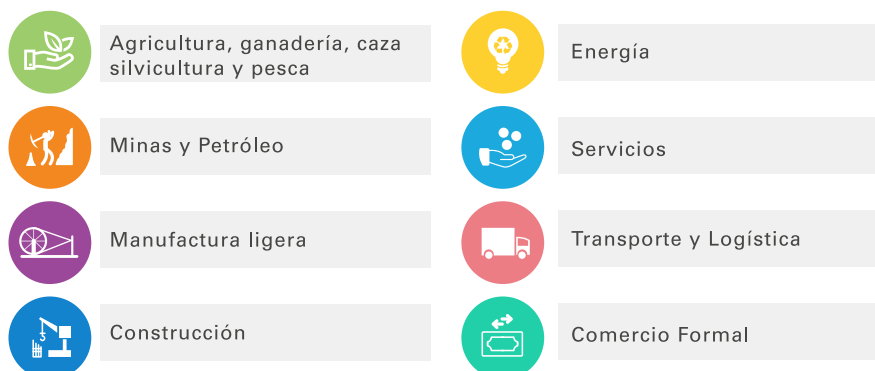 Agricultura, ganadería, caza
silvicultura y pesca
Minas y Petróleo
Manufactura ligera
Construcción
Energía
Servicios
Transporte y Logística
Comercio Formal